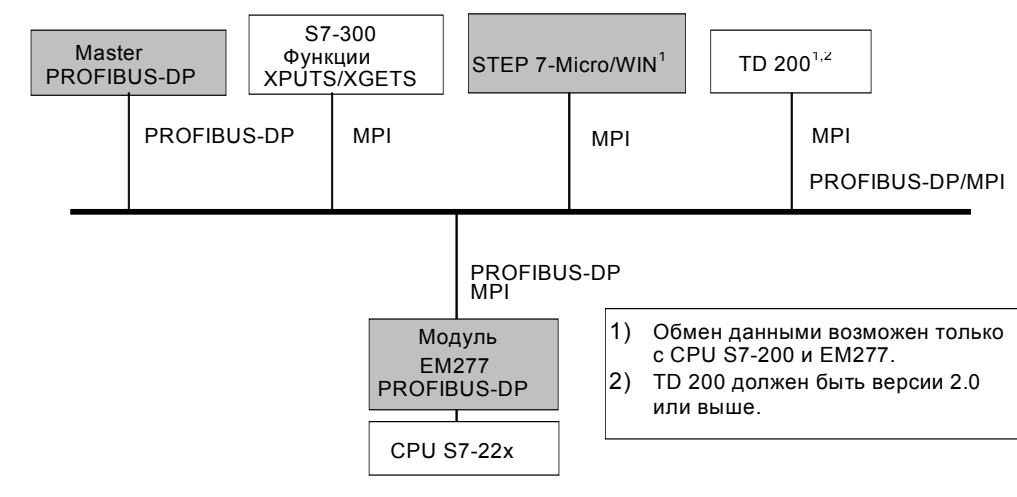 Master
PROFIBUS-DP
S7-300
Функции
XPUTS/XGETS
STEP 7-Micro/WIN1
TD 2001,2
PROFIBUS-DP
MPI
MPI
MPI
PROFIBUS-DP/MPI
PROFIBUS-DP
MPI
Модуль
EM277
PROFIBUS-DP
CPU S7-22x
1) Обмен данными возможен только
с CPU S7-200 и EM277.
2) TD 200 должен быть версии 2.0
или выше.